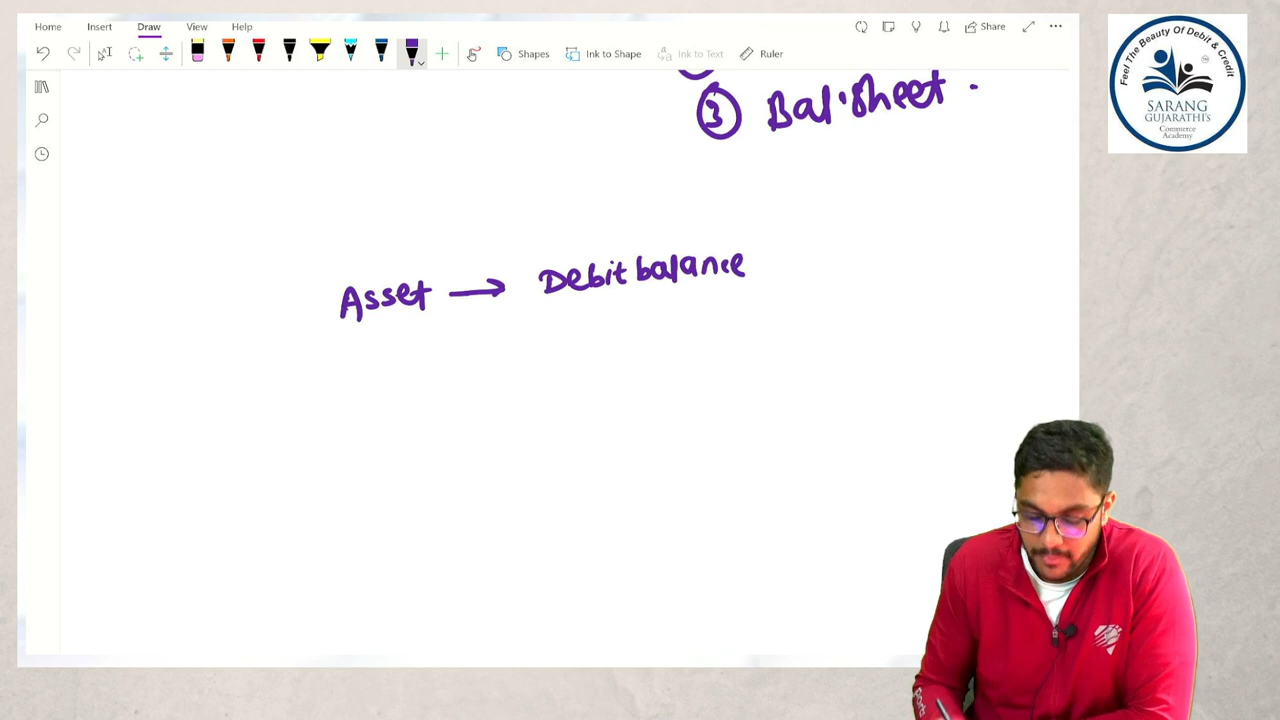 Home Insert Draw View Help
Share
Shapes Ink to Shape Ink to Text Ruler
3 Bal. Sheet.
Asset → Debit balance
Feel The Beauty Of Debit & Credit
SARANG
GUJARATHI'S
Commerce
Academy